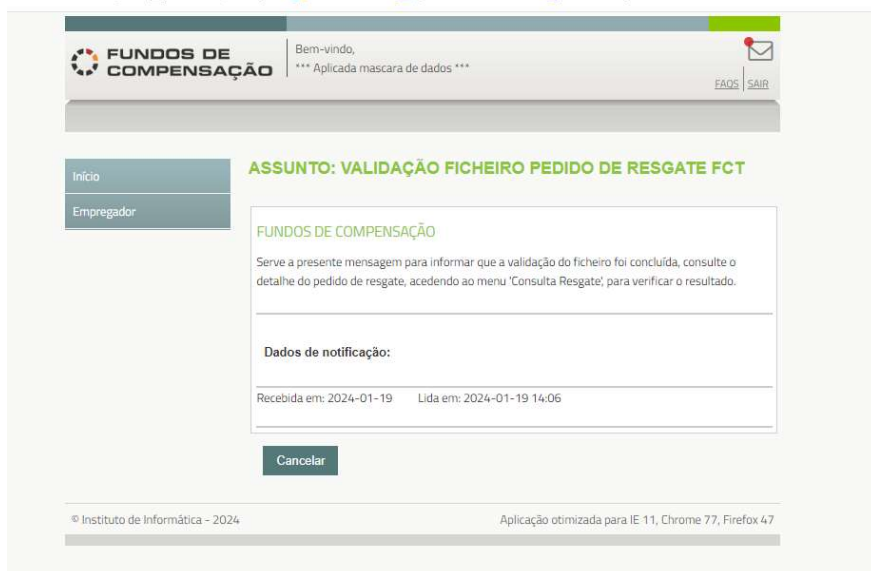 FUNDOS DE
COMPENSAÇÃO
Bem-vindo,
*** Aplicada mascara de dados ***
FAQS SAIR
Início
Empregador
ASSUNTO: VALIDAÇÃO FICHEIRO PEDIDO DE RESGATE FCT
FUNDOS DE COMPENSAÇÃO
Serve a presente mensagem para informar que a validação do ficheiro foi concluída, consulte o
detalhe do pedido de resgate, acedendo ao menu 'Consulta Resgate', para verificar o resultado.
Dados de notificação:
Recebida em: 2024-01-19 Lida em: 2024-01-19 14:06
Cancelar
© Instituto de Informática - 2024
Aplicação otimizada para IE 11, Chrome 77, Firefox 47